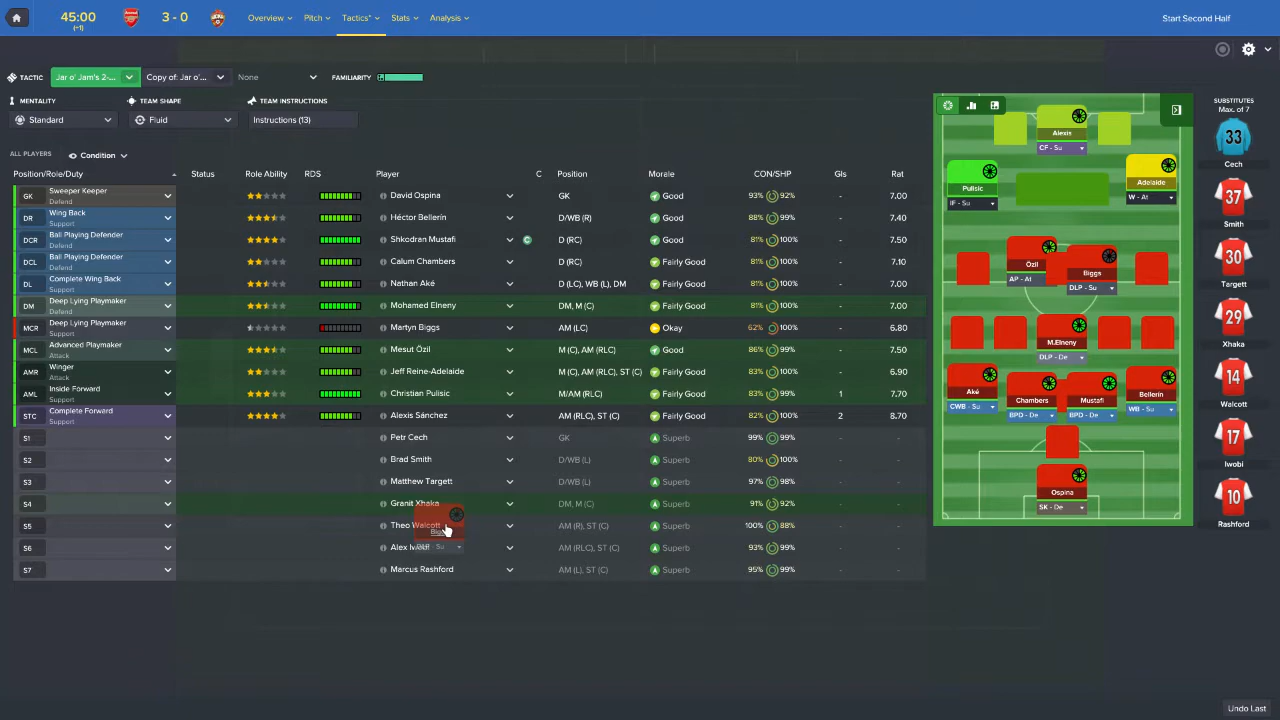 45:00 (+1) 3 - 0 Overview Pitch Tactics* Stats Analysis Start Second Half
TACTIC Jar o' Jam's 2-... Copy of: Jar o'... None FAMILIARITY
MENTALITY TEAM SHAPE TEAM INSTRUCTIONS
Standard Fluid Instructions (13)
ALL PLAYERS Condition
Position/Role/Duty Status Role Ability RDS Player C Position Morale CON/SHP Gls Rat
GK Sweeper Keeper Defend David Ospina GK Good 93% 92% - 7.00
DR Wing Back Support Héctor Bellerín D/WB (R) Good 88% 99% - 7.40
DCR Ball Playing Defender Defend Shkodran Mustafi C D (RC) Good 81% 100% - 7.50
DCL Ball Playing Defender Defend Calum Chambers D (RC) Fairly Good 81% 100% - 7.10
DL Complete Wing Back Support Nathan Aké D (LC), WB (L), DM Fairly Good 81% 100% - 7.00
DM Deep Lying Playmaker Defend Mohamed Elneny DM, M (C) Fairly Good 81% 100% - 7.00
MCR Deep Lying Playmaker Support Martyn Biggs AM (LC) Okay 62% 100% - 6.80
MCL Advanced Playmaker Attack Mesut Özil M (C), AM (RLC) Good 86% 99% - 7.50
AMR Winger Attack Jeff Reine-Adelaide M (C), AM (RLC), ST (C) Fairly Good 83% 100% - 6.90
AML Inside Forward Support Christian Pulisic M/AM (RLC) Fairly Good 83% 99% 1 7.70
STC Complete Forward Support Alexis Sánchez AM (RLC), ST (C) Fairly Good 82% 100% 2 8.70
S1 Petr Cech GK Superb 99% 99% - -
S2 Brad Smith D/WB (L) Superb 80% 100% - -
S3 Matthew Targett D/WB (L) Superb 97% 98% - -
S4 Granit Xhaka DM, M (C) Superb 91% 92% - -
S5 Theo Walcott AM (R), ST (C) Superb 100% 88% - -
S6 Alex AM (RLC), ST (C) Superb 93% 99% - -
S7 Marcus Rashford AM (L), ST (C) Superb 95% 99% - -
Alexis
CF - Su
Pulisic
IF - Su
Adelaide
W - At
Özil
AP - At
Biggs
DLP - Su
M.Elneny
DLP - De
Aké
CWB - Su
Chambers
BPD - De
Mustafi
BPD - De
Bellerín
WB - Su
Ospina
SK - De
SUBSTITUTES
Max. of 7
33
Cech
37
Smith
30
Targett
29
Xhaka
14
Walcott
17
Iwobi
10
Rashford
Undo Last